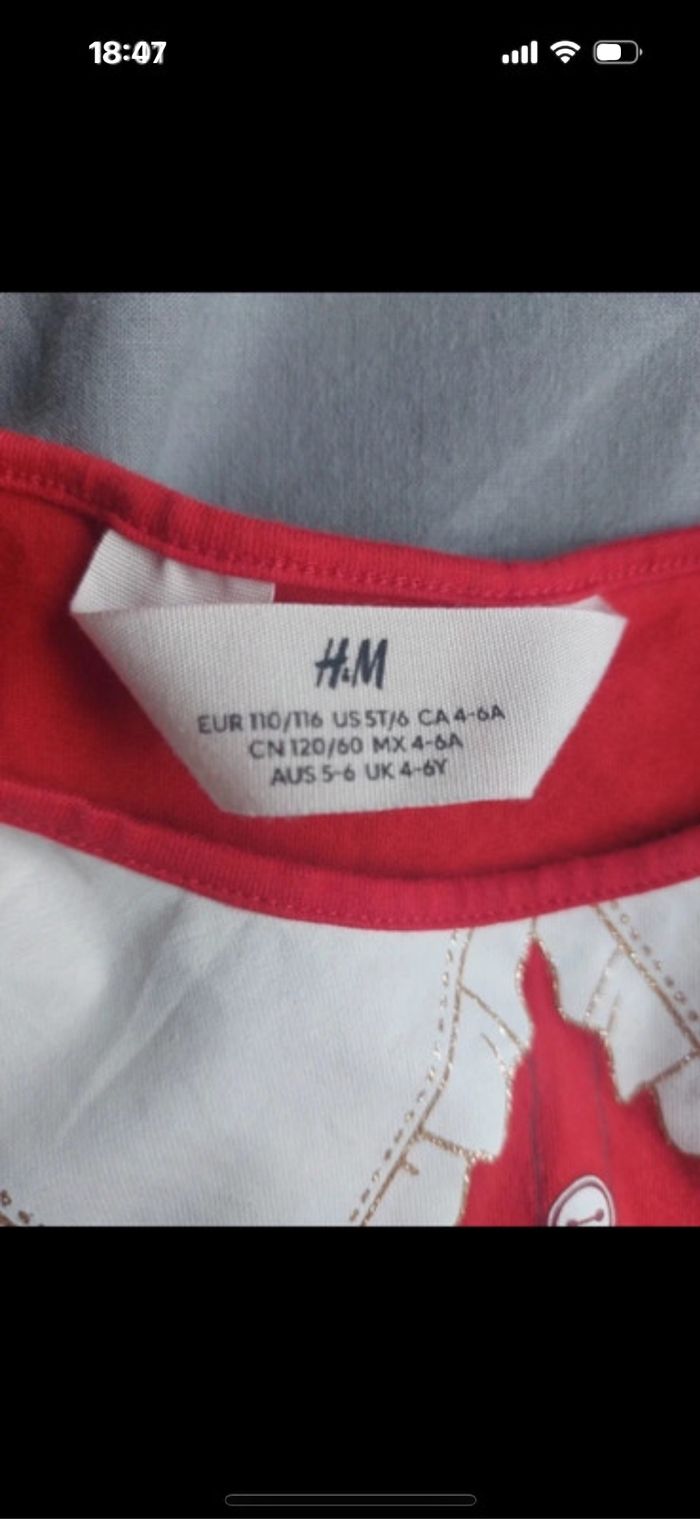 18:07
H&M
EUR 110/116 US 5T/6 CA 4-6A
CN 120/60 MX 4-6A
AUS 5-6 UK 4-6Y